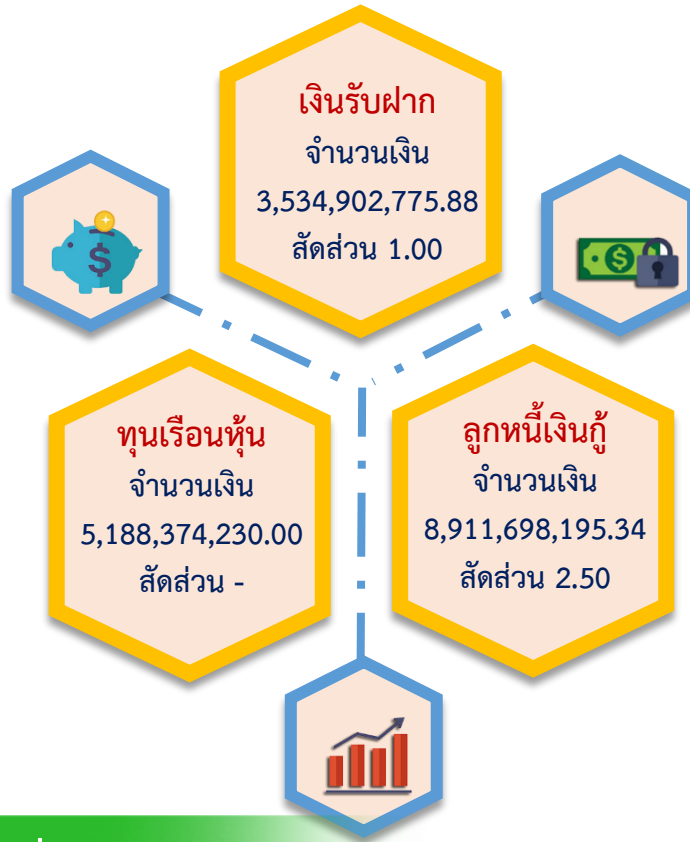 เงินรับฝาก
จำนวนเงิน
3,534,902,775.88
สัดส่วน 1.00
ทุนเรือนหุ้น
จำนวนเงิน
5,188,374,230.00
สัดส่วน -
ลูกหนี้เงินกู้
จำนวนเงิน
8,911,698,195.34
สัดส่วน 2.50